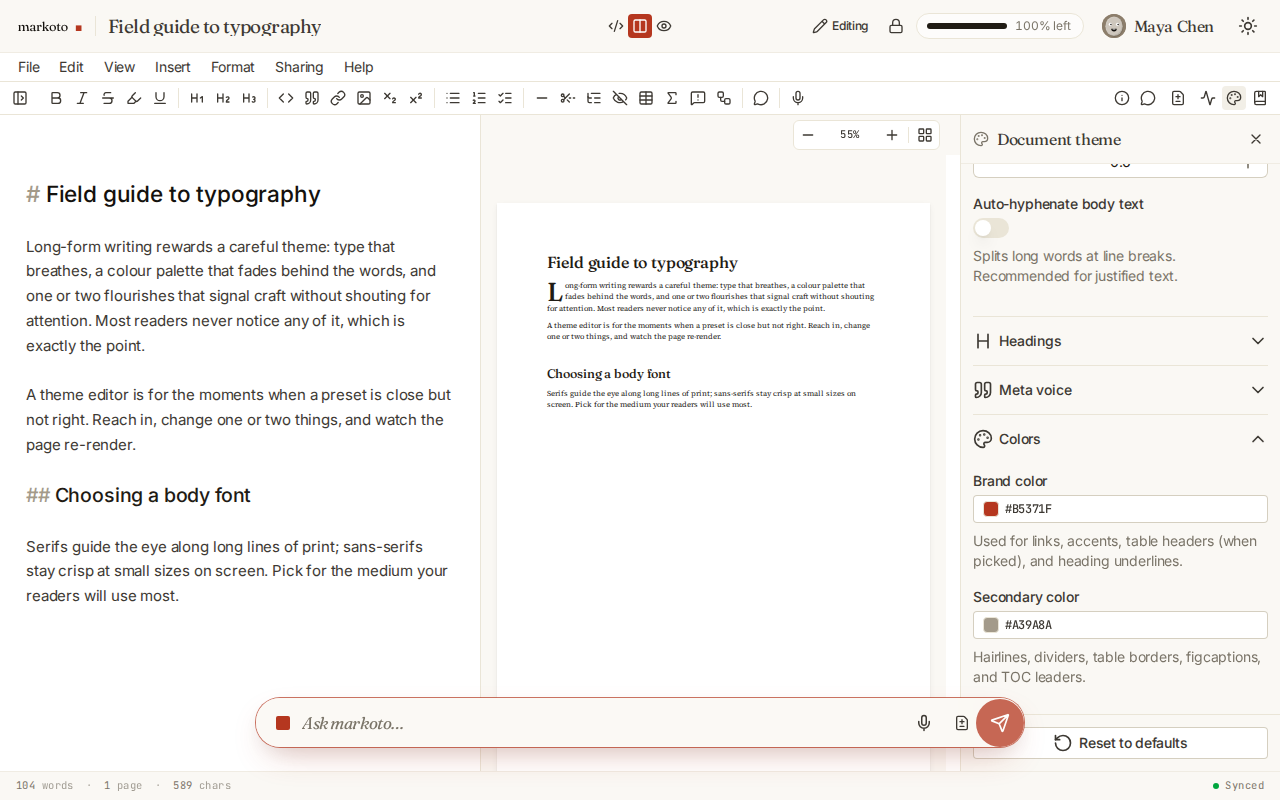 markoto
Field guide to typography
Editing
100% left
Maya Chen
File Edit View Insert Format Sharing Help
H1 H2 H3
55%
Document theme
# Field guide to typography
Long-form writing rewards a careful theme: type that
breathes, a colour palette that fades behind the words, and
one or two flourishes that signal craft without shouting for
attention. Most readers never notice any of it, which is
exactly the point.
A theme editor is for the moments when a preset is close but
not right. Reach in, change one or two things, and watch the
page re-render.
## Choosing a body font
Serifs guide the eye along long lines of print; sans-serifs
stay crisp at small sizes on screen. Pick for the medium your
readers will use most.
Field guide to typography
Long-form writing rewards a careful theme: type that breathes, a colour palette that
fades behind the words, and one or two flourishes that signal craft without shouting
for attention. Most readers never notice any of it, which is exactly the point.
A theme editor is for the moments when a preset is close but not right. Reach in, change
one or two things, and watch the page re-render.
Choosing a body font
Serifs guide the eye along long lines of print; sans-serifs stay crisp at small sizes on
screen. Pick for the medium your readers will use most.
Auto-hyphenate body text
Splits long words at line breaks.
Recommended for justified text.
Headings
Meta voice
Colors
Brand color
#B5371F
Used for links, accents, table headers (when
picked), and heading underlines.
Secondary color
#A39A8A
Hairlines, dividers, table borders, figcaptions,
and TOC leaders.
Reset to defaults
Ask markoto...
104 words · 1 page · 589 chars
Synced